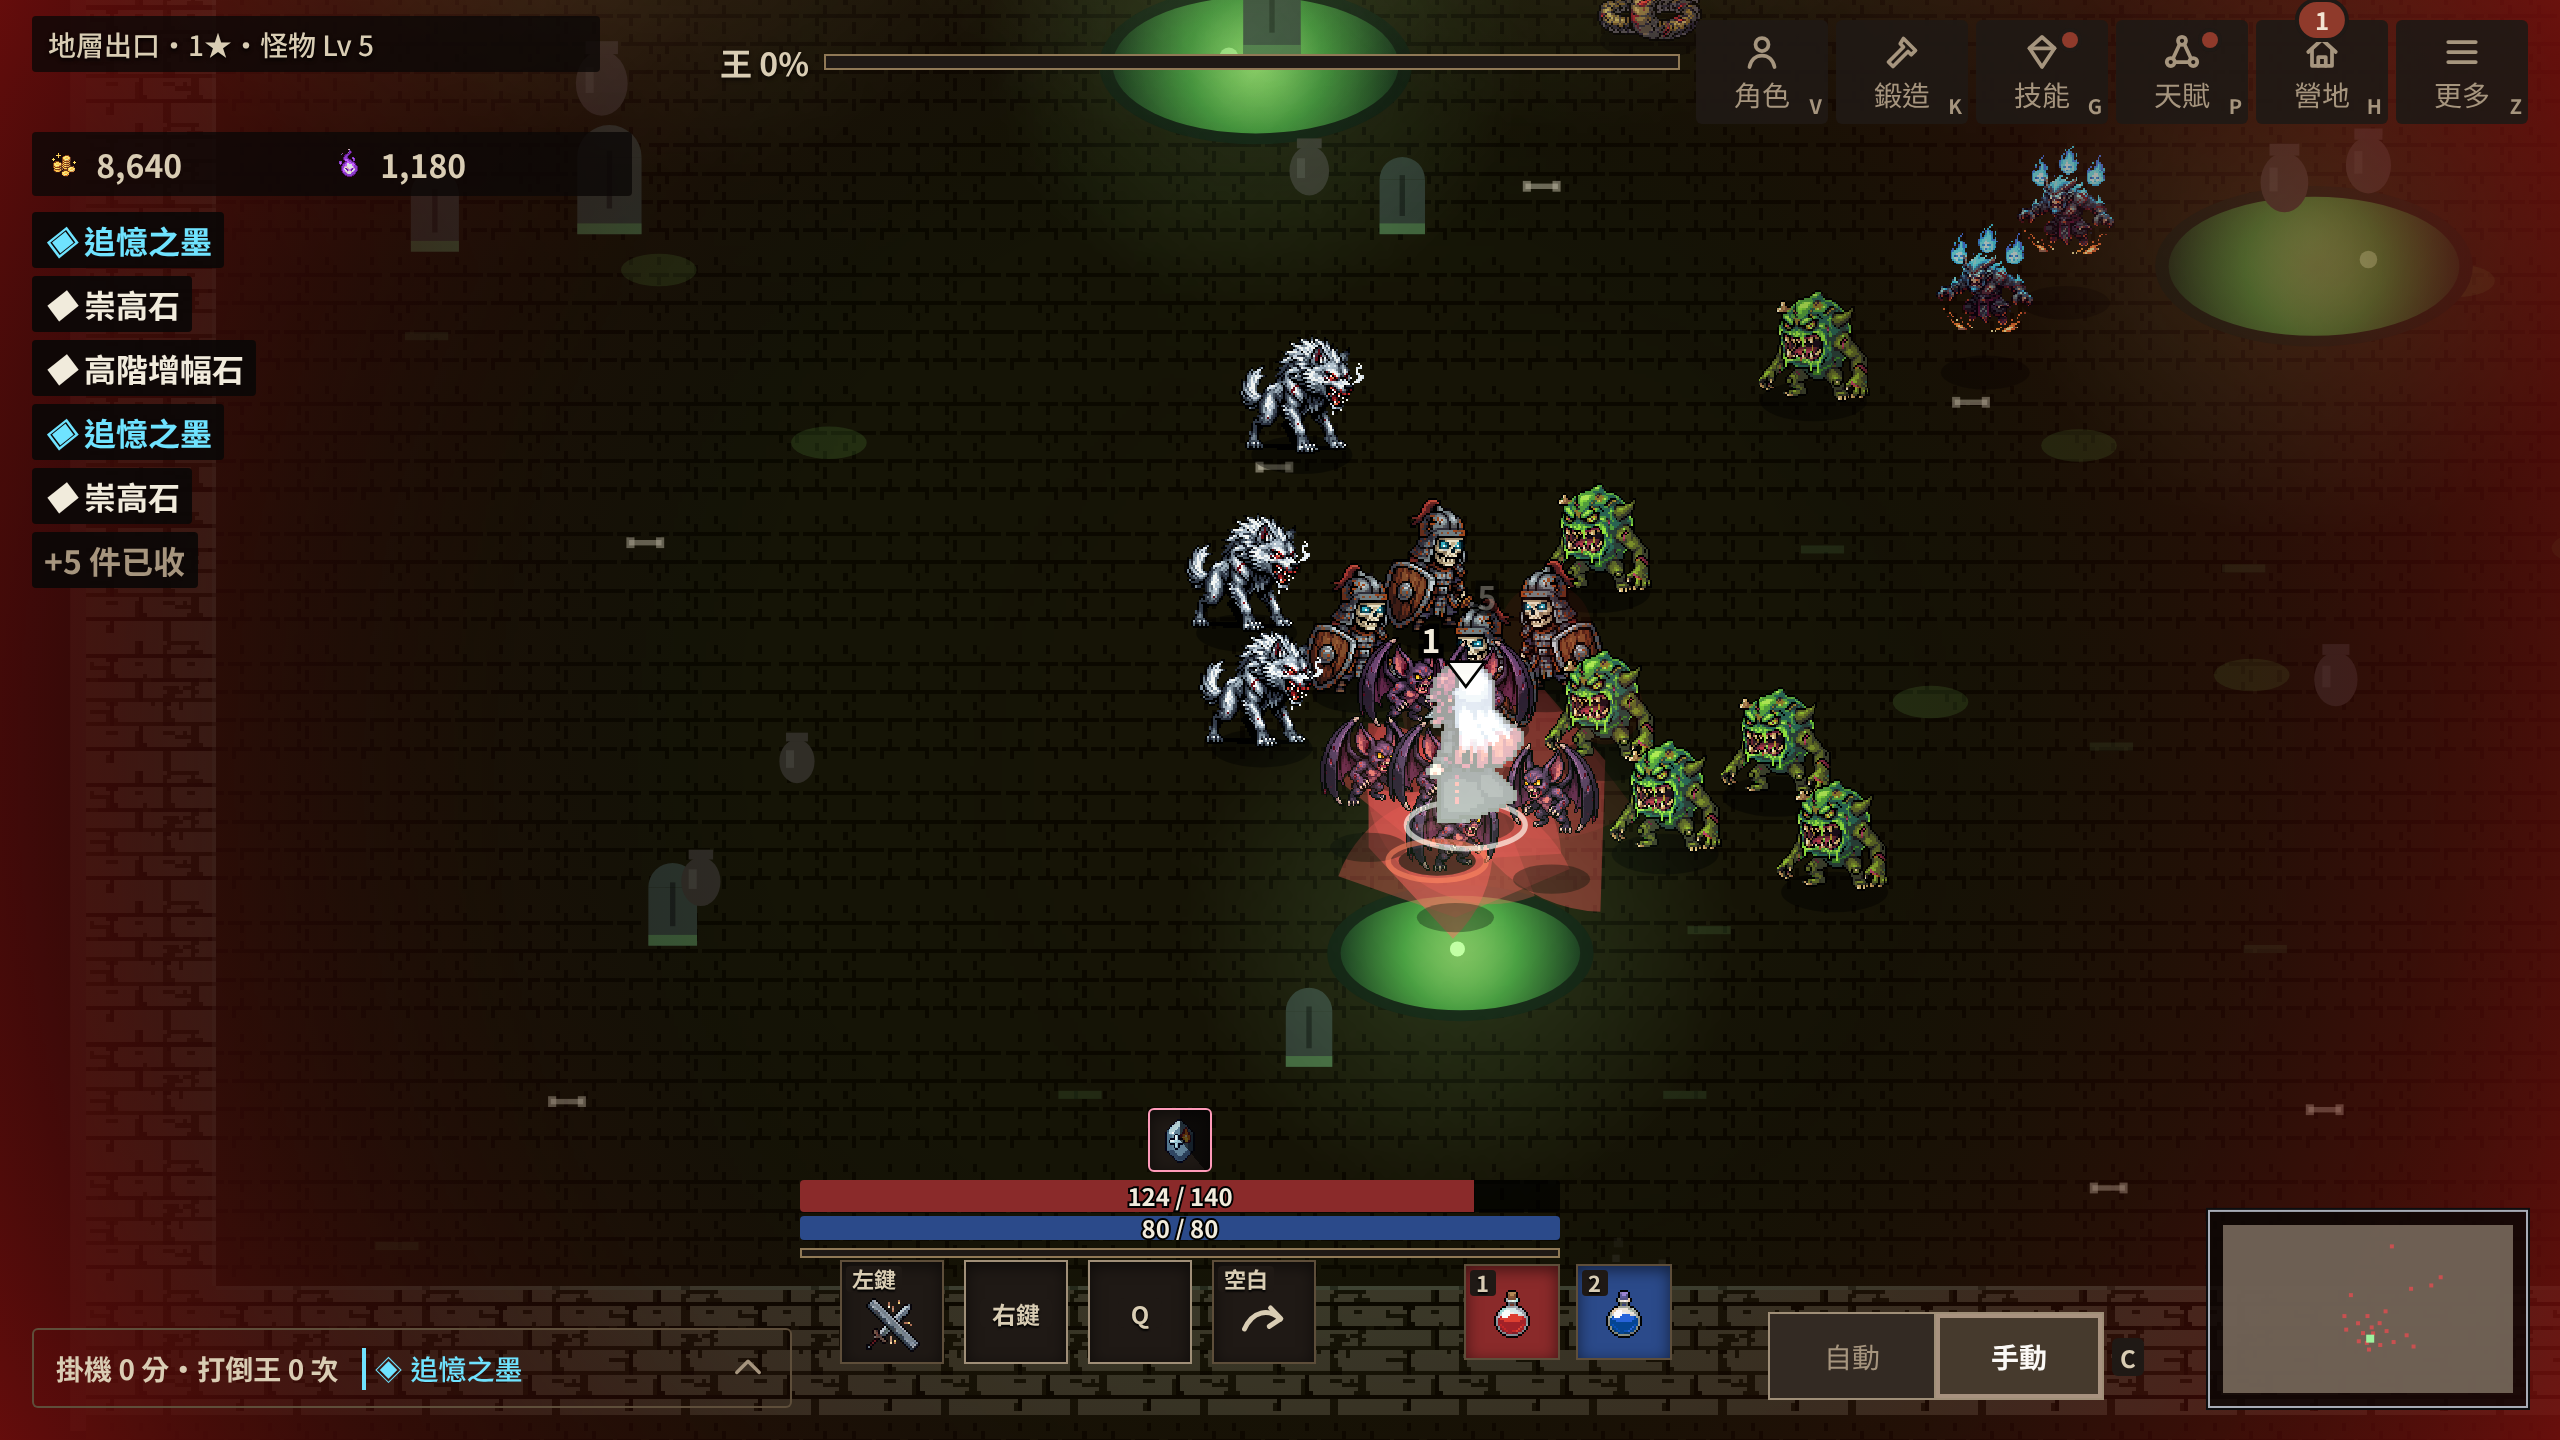 地層出口・1★・怪物 Lv 5
王 0%
1
角色 V
鍛造 K
技能 G
天賦 P
營地 H
更多 Z
8,640
1,180
追憶之墨
崇高石
高階增幅石
追憶之墨
崇高石
+5 件已收
5
1
124 / 140
80 / 80
左鍵
右鍵
Q
空白
1
2
自動
手動
C
掛機 0 分・打倒王 0 次
追憶之墨